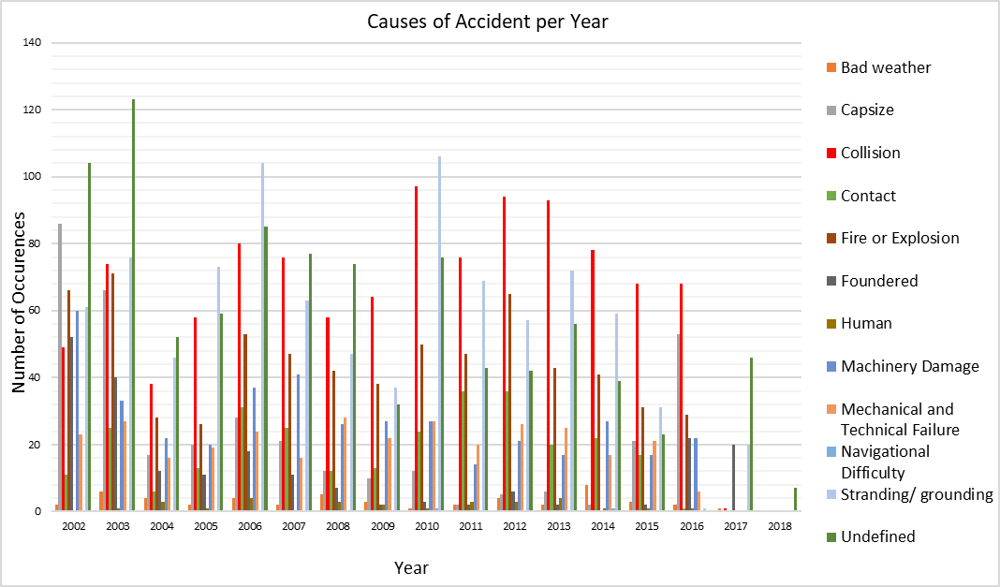 Causes of Accident per Year
140
120
100
80
60
40
20
0
Number of Occurences
2002 2003 2004 2005 2006 2007 2008 2009 2010 2011 2012 2013 2014 2015 2016 2017 2018
Year
Bad weather
Capsize
Collision
Contact
Fire or Explosion
Foundered
Human
Machinery Damage
Mechanical and
Technical Failure
Navigational
Difficulty
Stranding/ grounding
Undefined